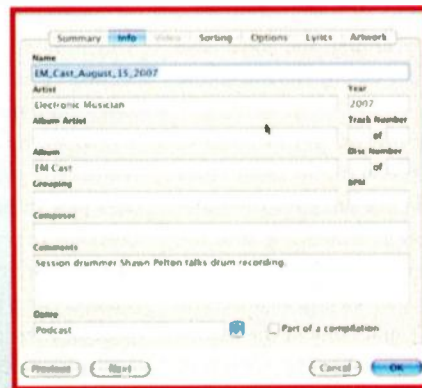 Summary Info Video Sorting Options Lyrics Artwork
Name
EM_Cast_August_15_2007
Artist Year
Electronic Musician 2007
Album Artist Track Number
of
Album Disc Number
EM Cast of
Grouping BPM
Composer
Comments
Session drummer Shawn Pelton talks drum recording.
Genre
Podcast Part of a compilation
Previous Next Cancel OK